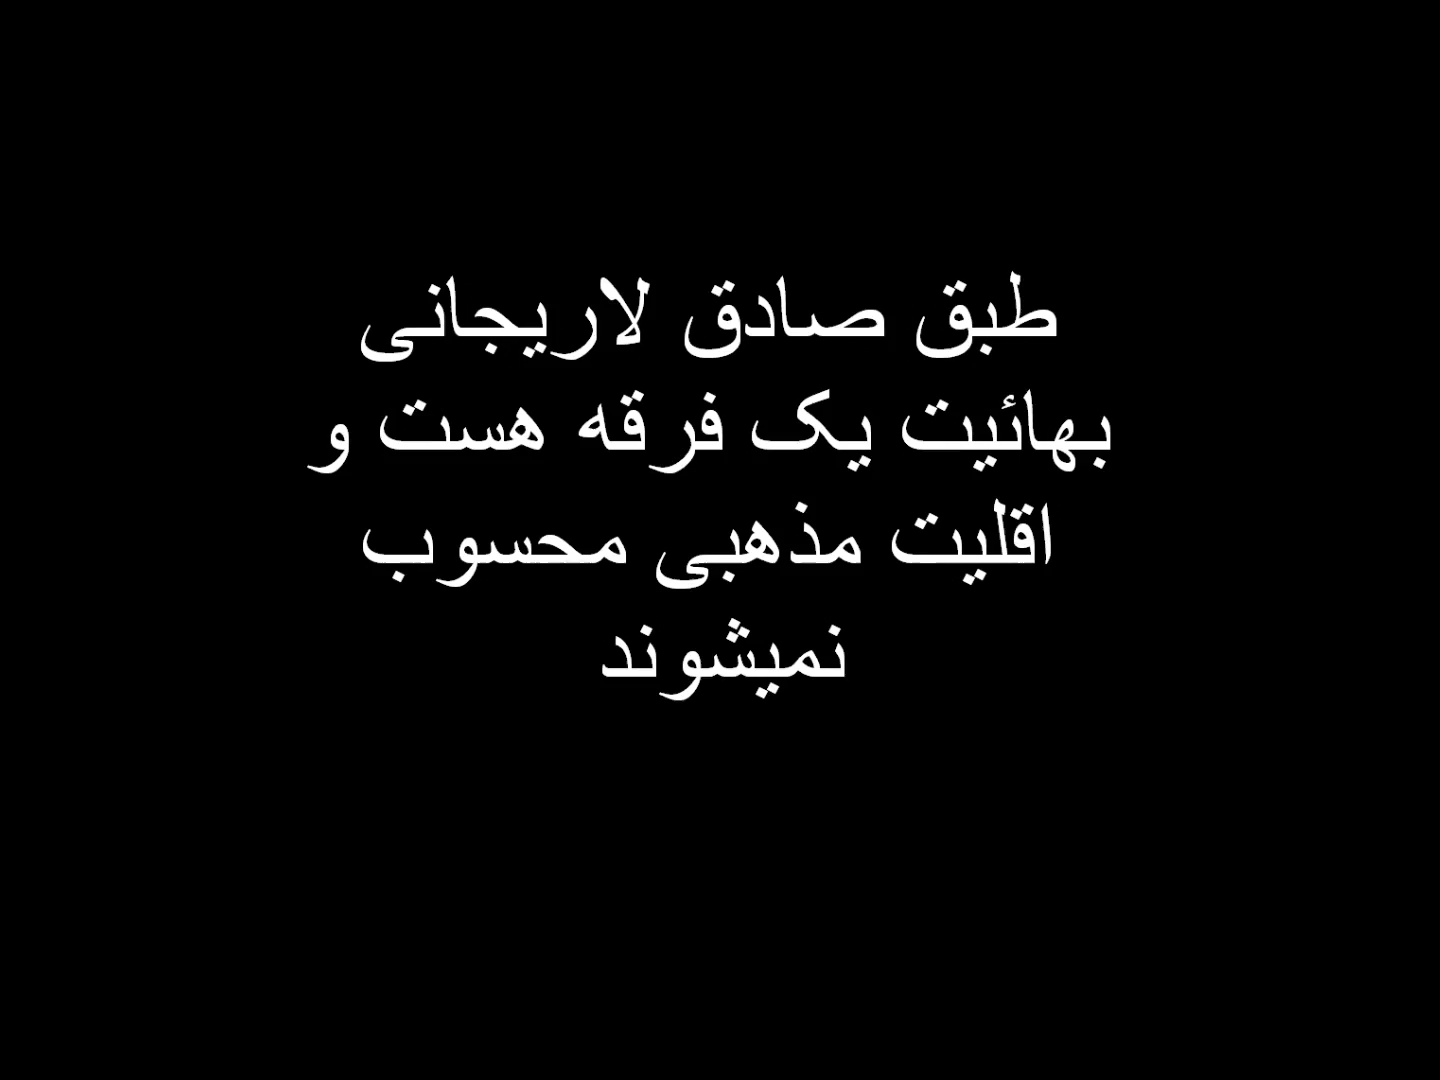 طبق صادق لاریجانی
بهائیت یک فرقه هست و
اقلیت مذهبی محسوب
نمیشوند